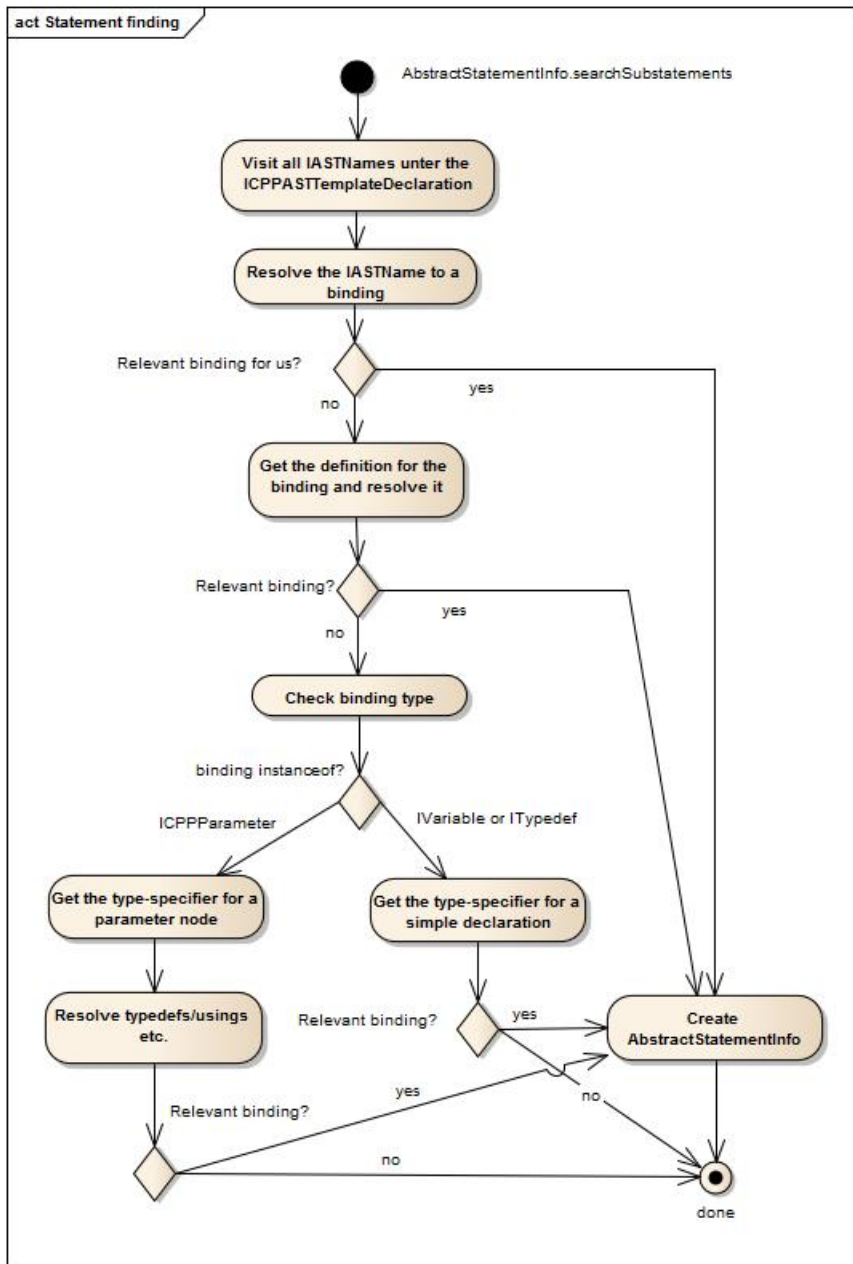 act Statement finding
AbstractStatementInfo.searchSubstatements
Visit all IASTNames unter the
ICPPASTTemplateDeclaration
Resolve the IASTName to a
binding
Relevant binding for us?
yes
no
Get the definition for the
binding and resolve it
Relevant binding?
yes
no
Check binding type
binding instanceof?
ICPPParameter
IVariable or ITypedef
Get the type-specifier for a
parameter node
Get the type-specifier for a
simple declaration
Resolve typedefs/usings
etc.
Relevant binding?
yes
Create
AbstractStatementInfo
no
Relevant binding?
yes
no
done